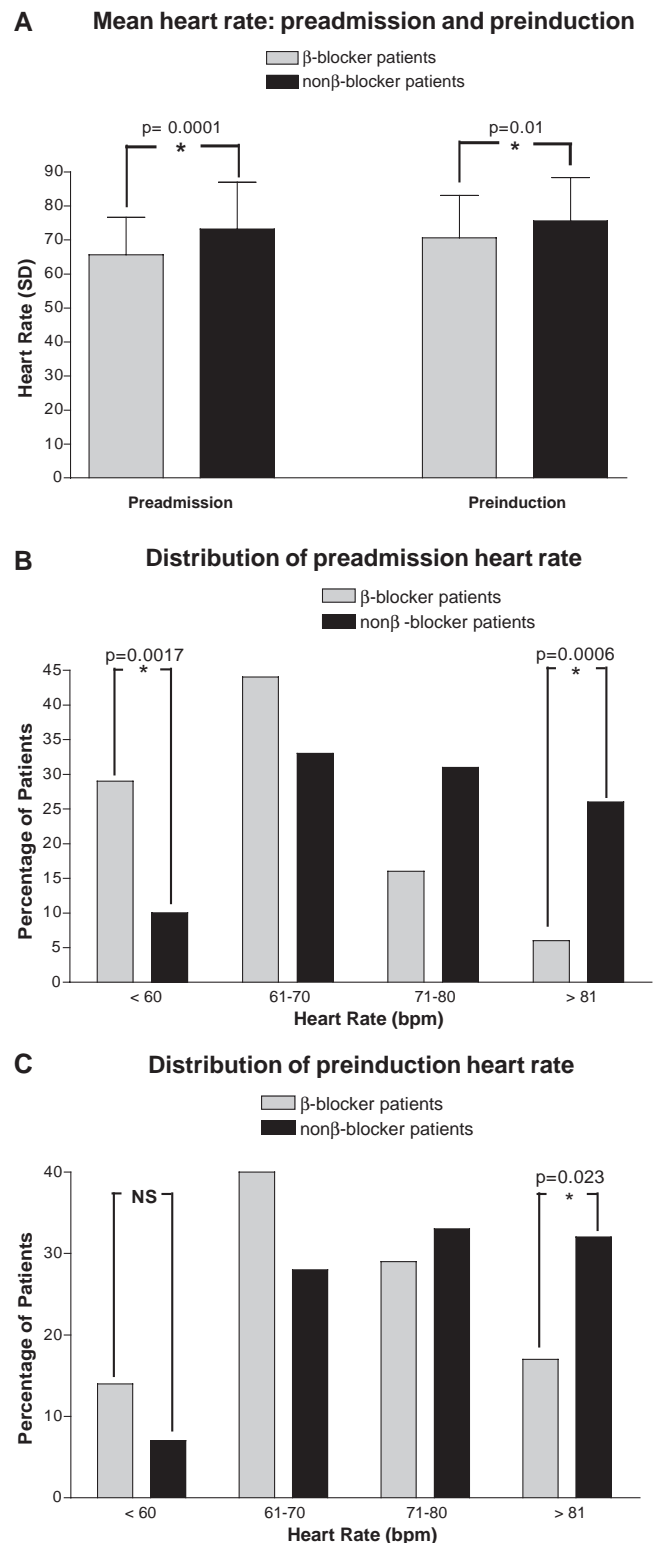 A Mean heart rate: preadmission and preinduction
β-blocker patients
nonβ-blocker patients
p= 0.0001
*
p=0.01
*
90
80
70
60
50
40
30
20
10
0
Heart Rate (SD)
Preadmission Preinduction
B Distribution of preadmission heart rate
β-blocker patients
nonβ -blocker patients
p=0.0017
*
p=0.0006
*
45
40
35
30
25
20
15
10
5
0
Percentage of Patients
< 60 61-70 71-80 > 81
Heart Rate (bpm)
C Distribution of preinduction heart rate
β-blocker patients
nonβ-blocker patients
NS
p=0.023
*
40
30
20
10
0
Percentage of Patients
< 60 61-70 71-80 > 81
Heart Rate (bpm)